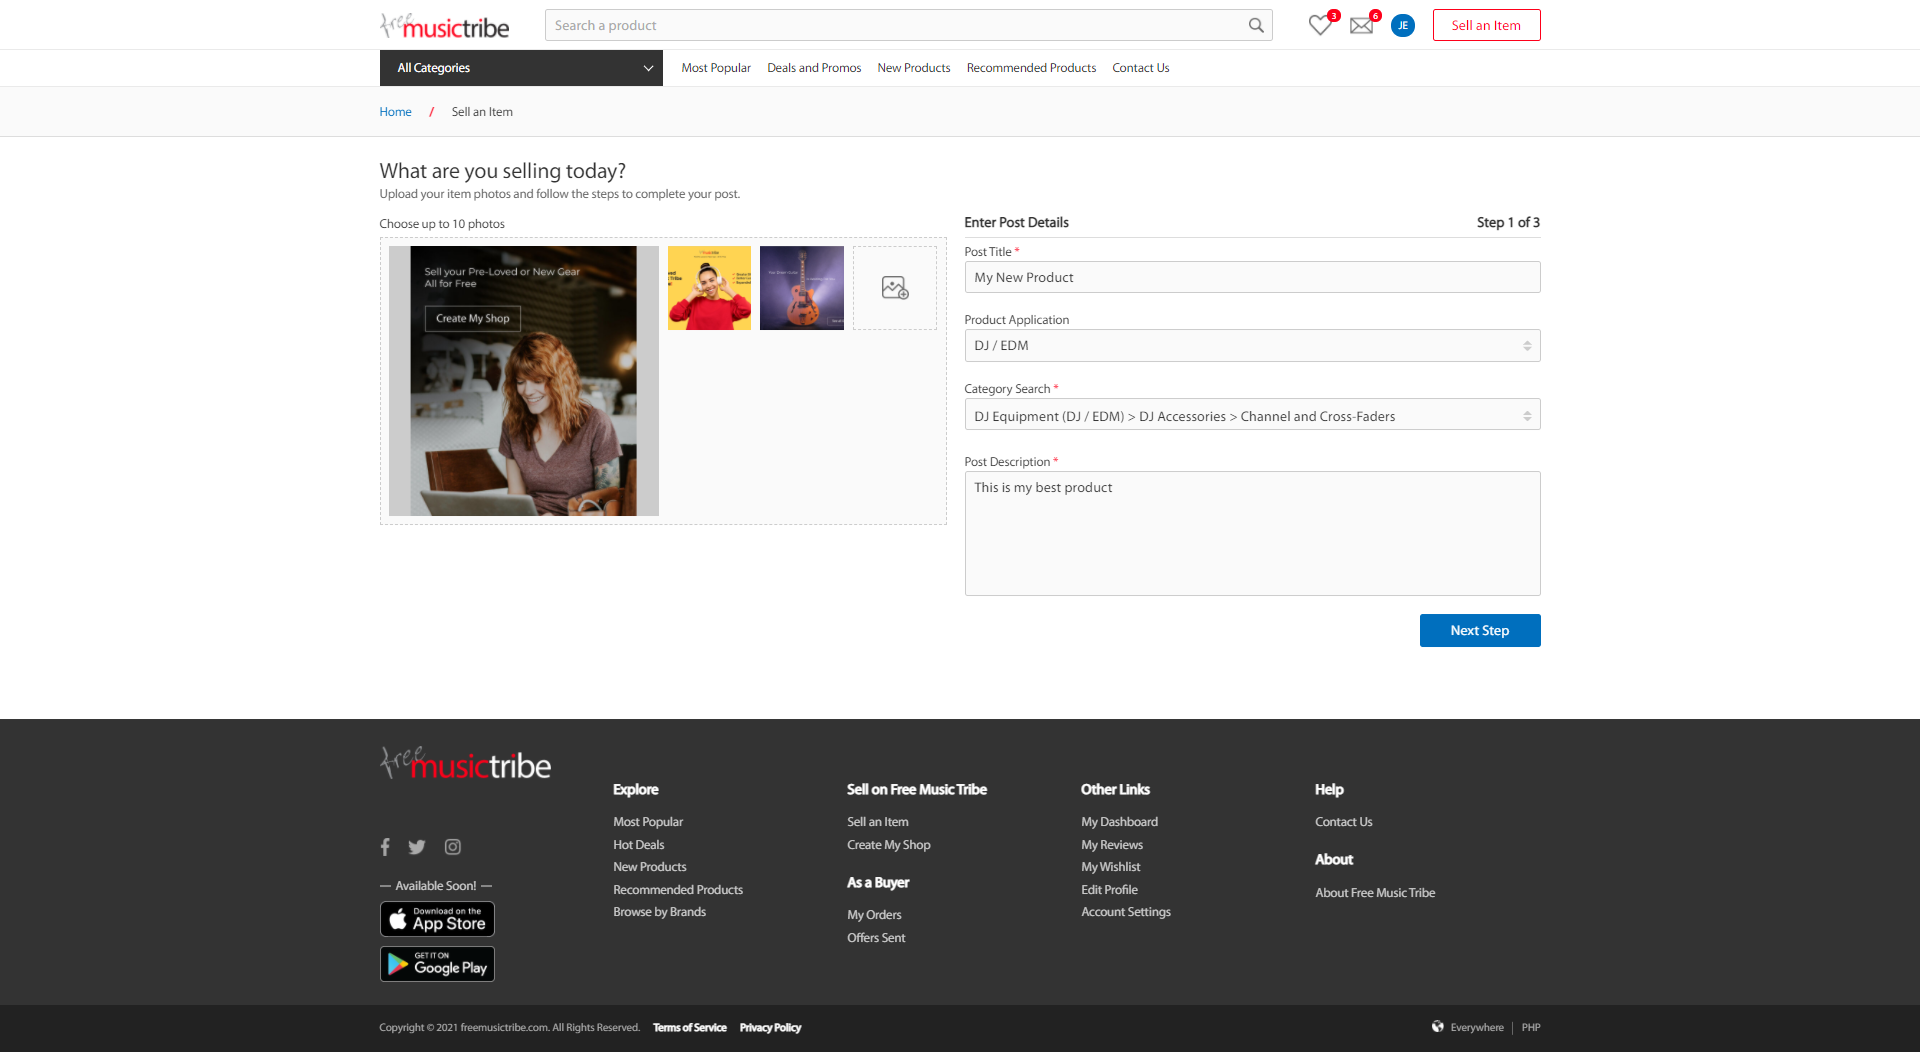 free musictribe
Search a product
3
6
JE
Sell an Item
All Categories
Most Popular
Deals and Promos
New Products
Recommended Products
Contact Us
Home / Sell an Item
What are you selling today?
Upload your item photos and follow the steps to complete your post.
Choose up to 10 photos
Sell your Pre-Loved or New Gear
All for Free
Create My Shop
Enter Post Details
Step 1 of 3
Post Title *
My New Product
Product Application
DJ / EDM
Category Search *
DJ Equipment (DJ / EDM) > DJ Accessories > Channel and Cross-Faders
Post Description *
This is my best product
Next Step
free musictribe
— Available Soon! —
Download on the
App Store
GET IT ON
Google Play
Explore
Most Popular
Hot Deals
New Products
Recommended Products
Browse by Brands
Sell on Free Music Tribe
Sell an Item
Create My Shop
As a Buyer
My Orders
Offers Sent
Other Links
My Dashboard
My Reviews
My Wishlist
Edit Profile
Account Settings
Help
Contact Us
About
About Free Music Tribe
Copyright © 2021 freemusictribe.com. All Rights Reserved.
Terms of Service
Privacy Policy
Everywhere | PHP